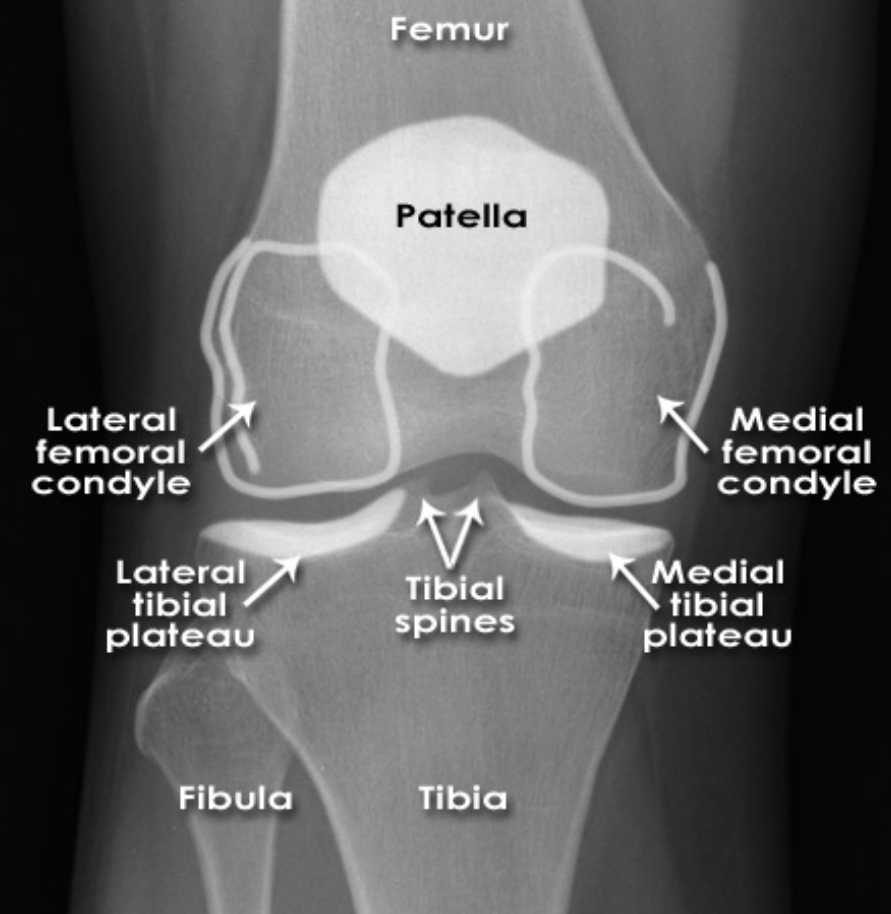 Femur
Patella
Lateral
femoral
condyle
Medial
femoral
condyle
Lateral
tibial
plateau
Tibial
spines
Medial
tibial
plateau
Fibula
Tibia